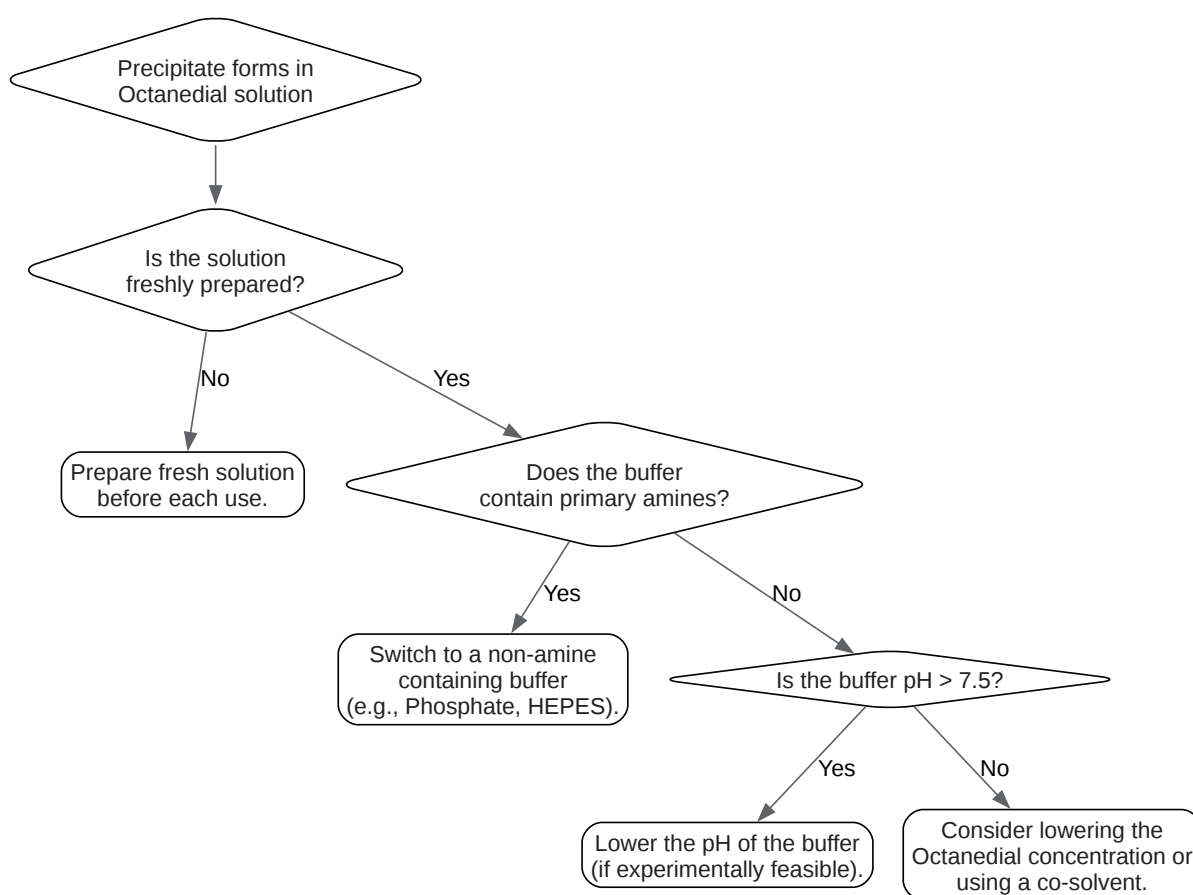 Precipitate forms in
Octanedial solution
Is the solution
freshly prepared?
No
Yes
Prepare fresh solution
before each use.
Does the buffer
contain primary amines?
Yes
No
Switch to a non-amine
containing buffer
(e.g., Phosphate, HEPES).
Is the buffer pH > 7.5?
Yes
No
Lower the pH of the buffer
(if experimentally feasible).
Consider lowering the
Octanedial concentration or
using a co-solvent.